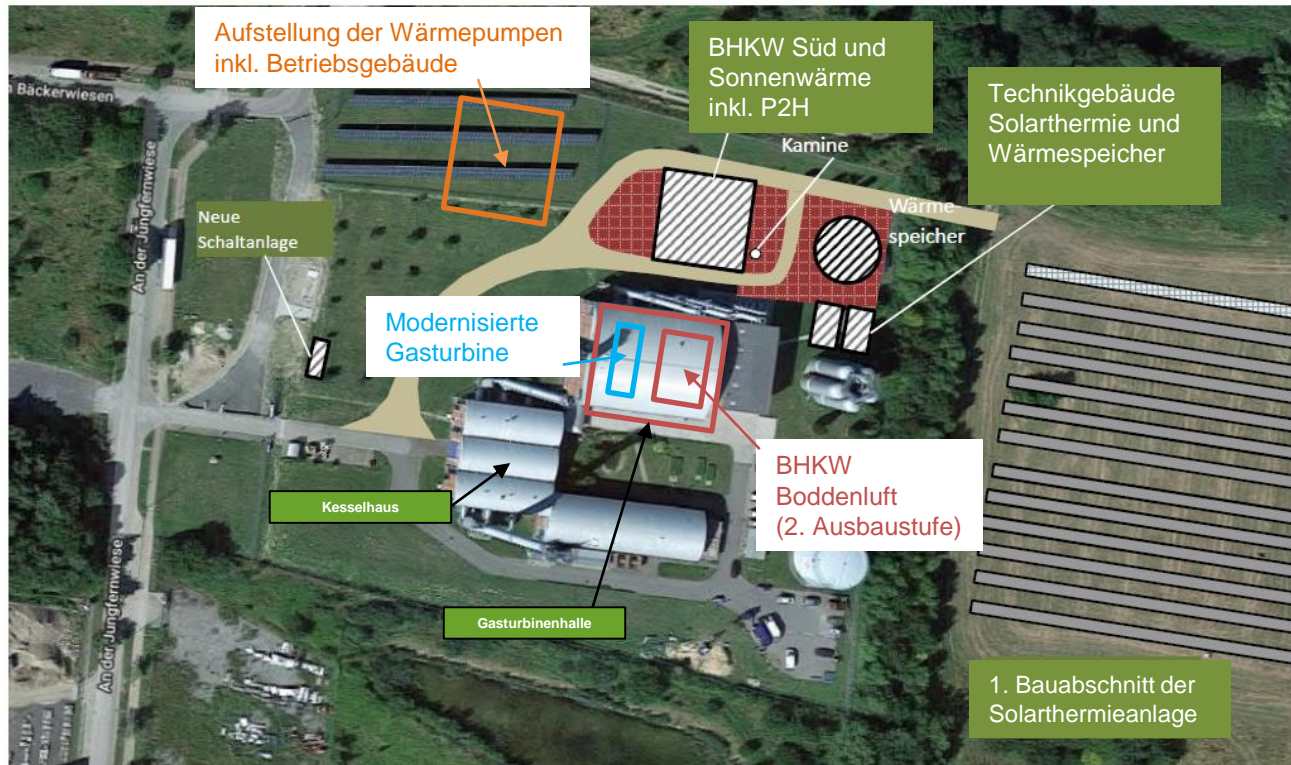 Aufstellung der Wärmepumpen
inkl. Betriebsgebäude
BHKW Süd und
Sonnenwärme
inkl. P2H
Technikgebäude
Solarthermie und
Wärmespeicher
Bäckerwiesen
Kamine
An der Jungfernwiese
Neue
Schaltanlage
Wärme
speicher
Modernisierte
Gasturbine
BHKW
Boddenluft
(2. Ausbaustufe)
Kesselhaus
Gasturbinenhalle
An der Jungfernwiese
1. Bauabschnitt der
Solarthermieanlage